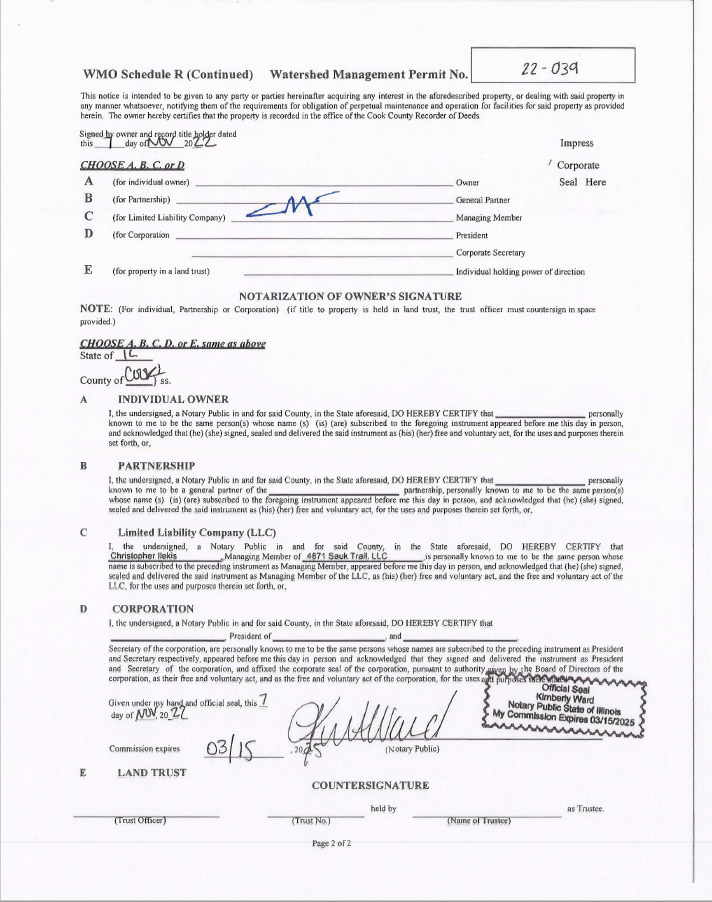 WMO Schedule R (Continued) Watershed Management Permit No. 22-039
This notice is intended to be given to any party or parties hereinafter acquiring any interest in the aforedescribed property, or dealing with said property in
any manner whatsoever, notifying them of the requirements for obligation of perpetual maintenance and operation for facilities for said property as provided
herein. The owner hereby certifies that the property is recorded in the office of the Cook County Recorder of Deeds
Signed by owner and record title holder dated
this 7 day of NOV 2022
Impress
Corporate
Seal Here
CHOOSE A, B, C, or D
A (for individual owner) Owner
B (for Partnership) General Partner
C (for Limited Liability Company) Managing Member
D (for Corporation) President
Corporate Secretary
E (for property in a land trust) Individual holding power of direction
NOTARIZATION OF OWNER'S SIGNATURE
NOTE: (For individual, Partnership or Corporation) (if title to property is held in land trust, the trust officer must countersign in space
provided.)
CHOOSE A, B, C, D, or E, same as above
State of IL
County of Cook } ss.
A INDIVIDUAL OWNER
I, the undersigned, a Notary Public in and for said County, in the State aforesaid, DO HEREBY CERTIFY that personally
known to me to be the same person(s) whose name (s) (is) (are) subscribed to the foregoing instrument appeared before me this day in person,
and acknowledged that (he) (she) signed, sealed and delivered the said instrument as (his) (her) free and voluntary act, for the uses and purposes therein
set forth, or,
B PARTNERSHIP
I, the undersigned, a Notary Public in and for said County, in the State aforesaid, DO HEREBY CERTIFY that personally
known to me to be a general partner of the partnership, personally known to me to be the same person(s)
whose name (s) (is) (are) subscribed to the foregoing instrument appeared before me this day in person, and acknowledged that (he) (she) signed,
sealed and delivered the said instrument as (his) (her) free and voluntary act, for the uses and purposes therein set forth, or,
C Limited Liability Company (LLC)
I, the undersigned, a Notary Public in and for said County, in the State aforesaid, DO HEREBY CERTIFY that
Christopher Ilekis , Managing Member of 4871 Sauk Trail, LLC , is personally known to me to be the same person whose
name is subscribed to the preceding instrument as Managing Member, appeared before me this day in person, and acknowledged that (he) (she) signed,
sealed and delivered the said instrument as Managing Member of the LLC, as (his) (her) free and voluntary act, and the free and voluntary act of the
LLC, for the uses and purposes therein set forth, or,
D CORPORATION
I, the undersigned, a Notary Public in and for said County, in the State aforesaid, DO HEREBY CERTIFY that
, President of , and
Secretary of the corporation, are personally known to me to be the same persons whose names are subscribed to the preceding instrument as President
and Secretary respectively, appeared before me this day in person and acknowledged that they signed and delivered the instrument as President
and Secretary of the corporation, and affixed the corporate seal of the corporation, pursuant to authority given by the Board of Directors of the
corporation, as their free and voluntary act, and as the free and voluntary act of the corporation, for the uses and purposes
Official Seal
Kimberly Ward
Notary Public State of Illinois
My Commission Expires 03/15/2025
Given under my hand and official seal, this 7
day of NOV, 2022
Commission expires 03/15 , 2025 (Notary Public)
E LAND TRUST
COUNTERSIGNATURE
held by as Trustee.
(Trust Officer) (Trust No.) (Name of Trustee)
Page 2 of 2